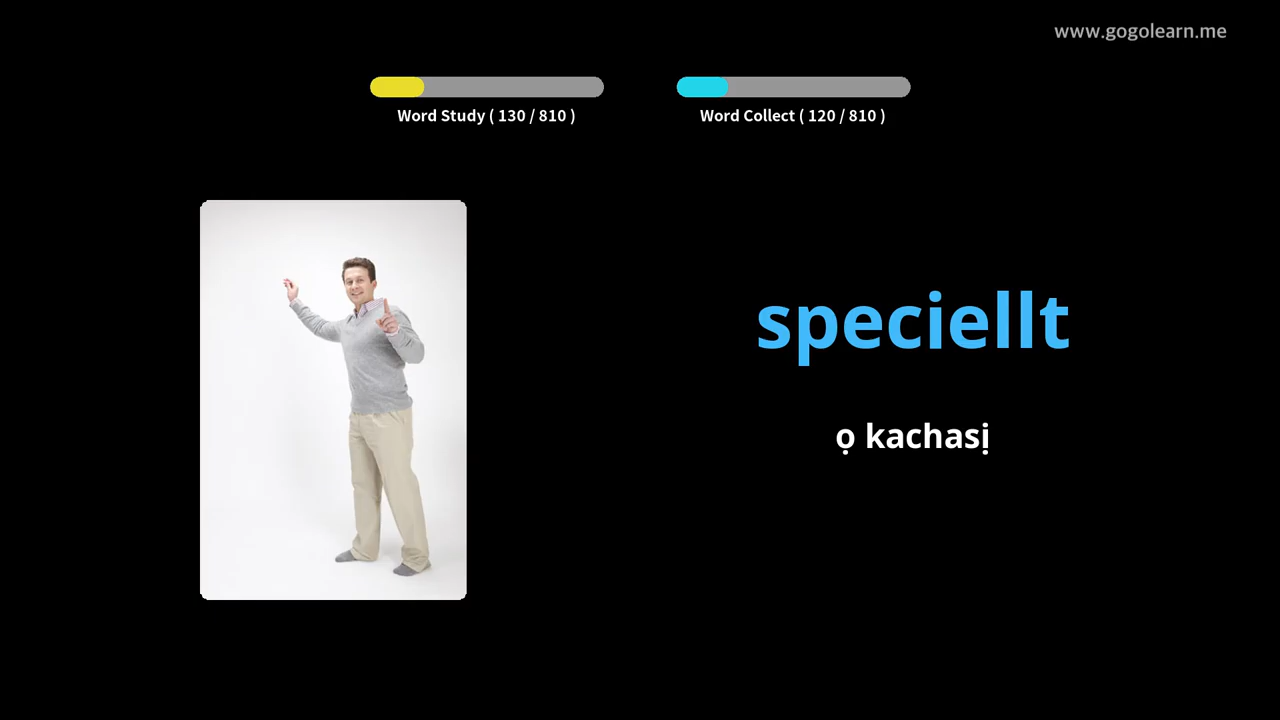 www.gogolearn.me
Word Study ( 130 / 810 )
Word Collect ( 120 / 810 )
speciellt
ọ kachasị